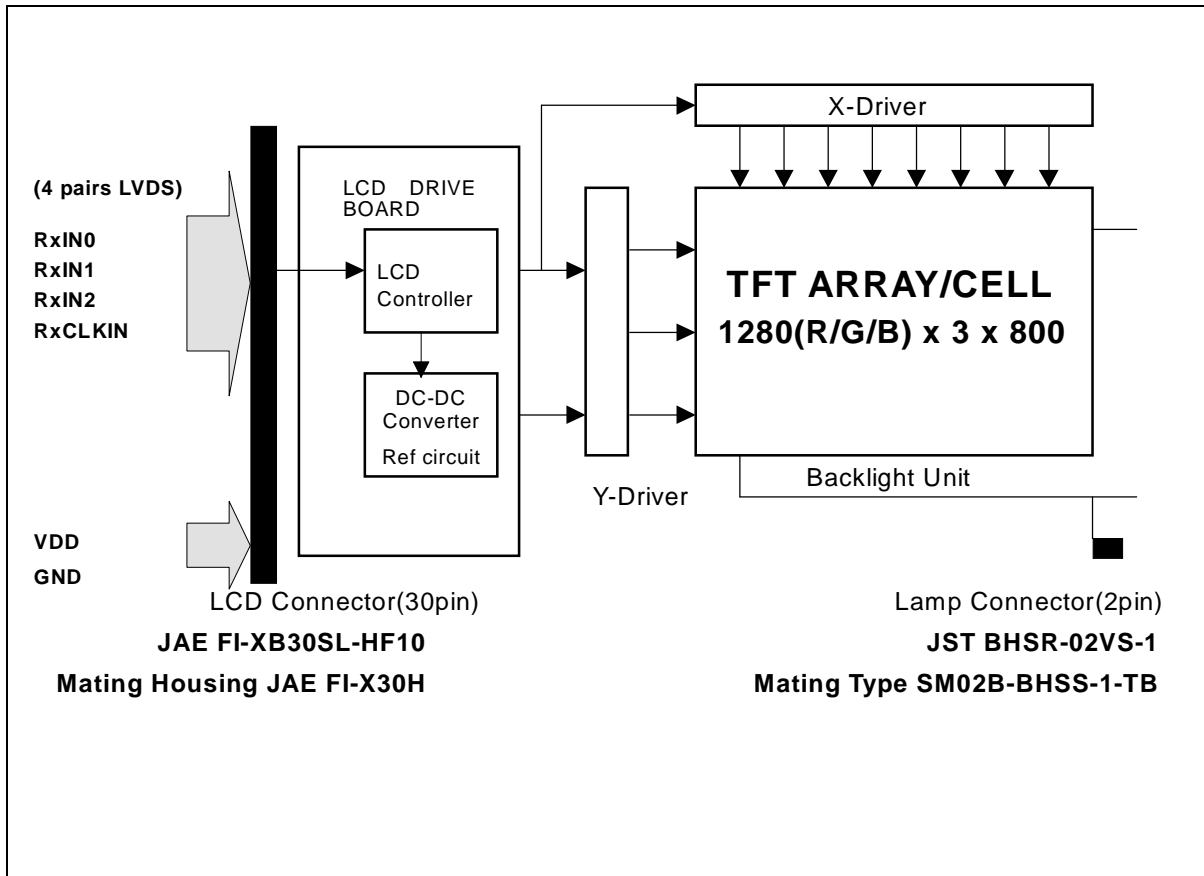 X-Driver
(4 pairs LVDS)
RxIN0
RxIN1
RxIN2
RxCLKIN
LCD DRIVE
BOARD
LCD
Controller
DC-DC
Converter
Ref circuit
TFT ARRAY/CELL
1280(R/G/B) x 3 x 800
Y-Driver
Backlight Unit
VDD
GND
LCD Connector(30pin)
JAE FI-XB30SL-HF10
Mating Housing JAE FI-X30H
Lamp Connector(2pin)
JST BHSR-02VS-1
Mating Type SM02B-BHSS-1-TB